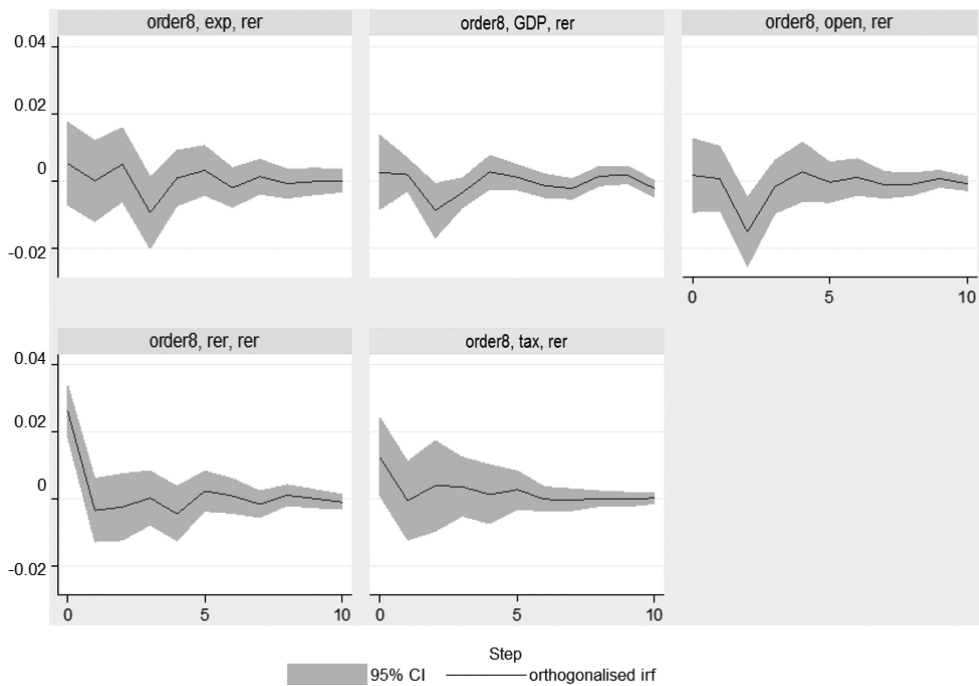 order8, exp, rer
order8, GDP, rer
order8, open, rer
0.04
0.02
0
-0.02
0 5 10
order8, rer, rer
order8, tax, rer
0.04
0.02
0
-0.02
0 5 10
0 5 10
Step
95% CI
orthogonalised irf